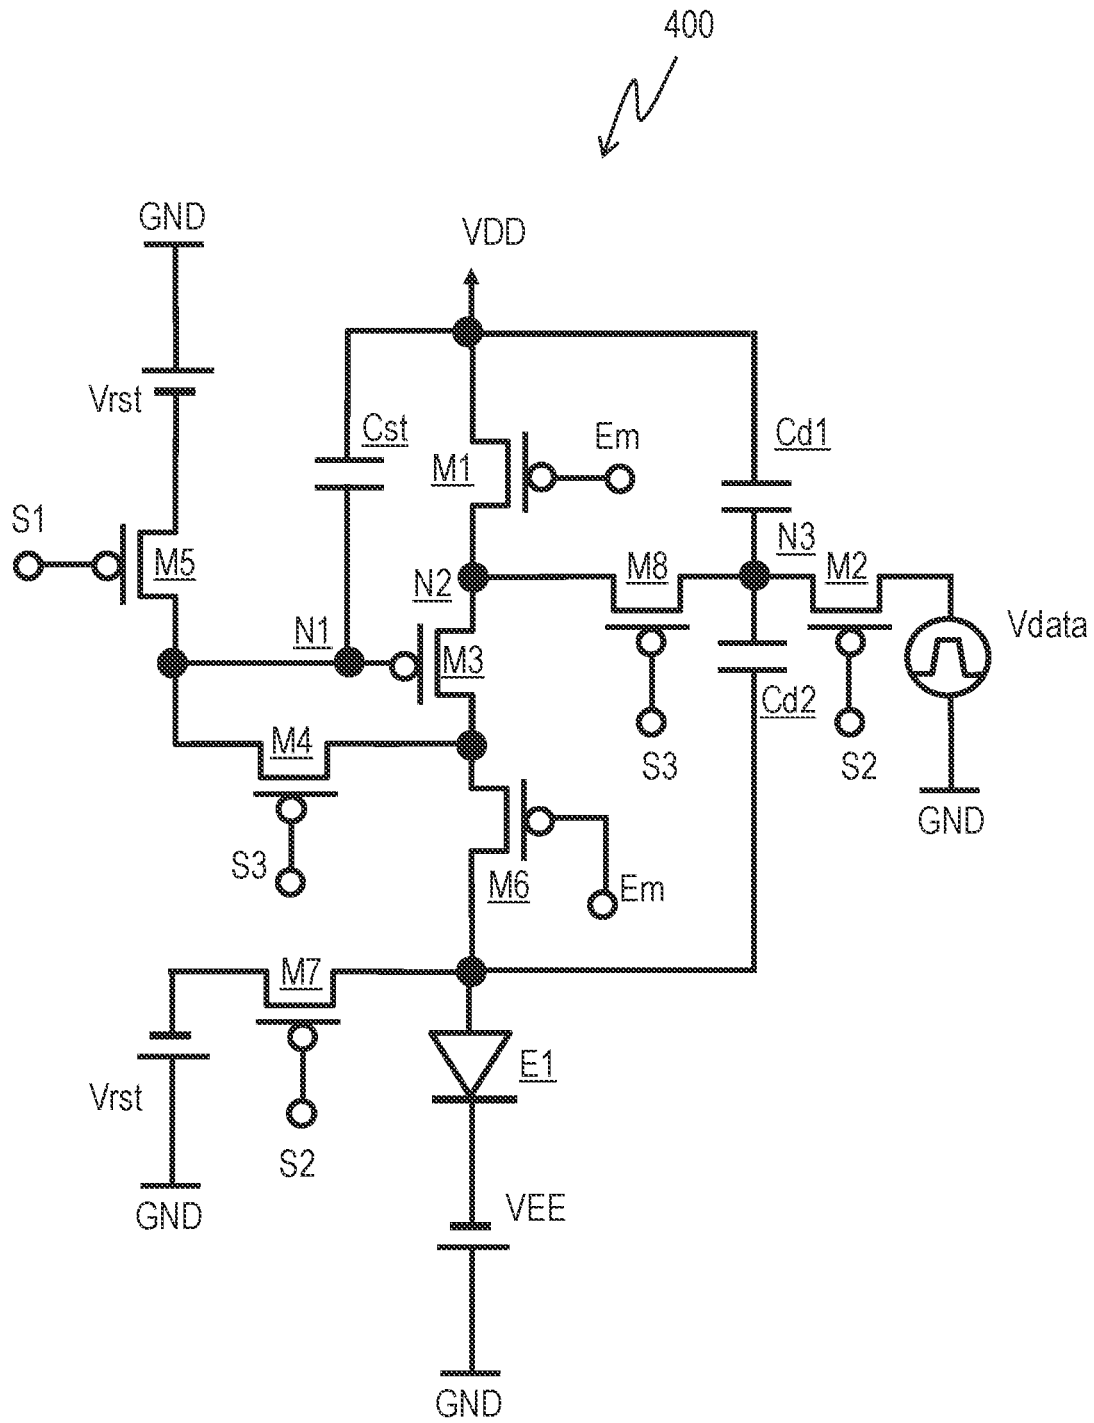 400
GND
VDD
Vrst
Cst
M1
Em
Cd1
S1
M5
N2
M8
N3
M2
N1
M3
Vdata
M4
Cd2
S3
S2
GND
S3
M6
Em
M7
E1
Vrst
S2
VEE
GND
GND